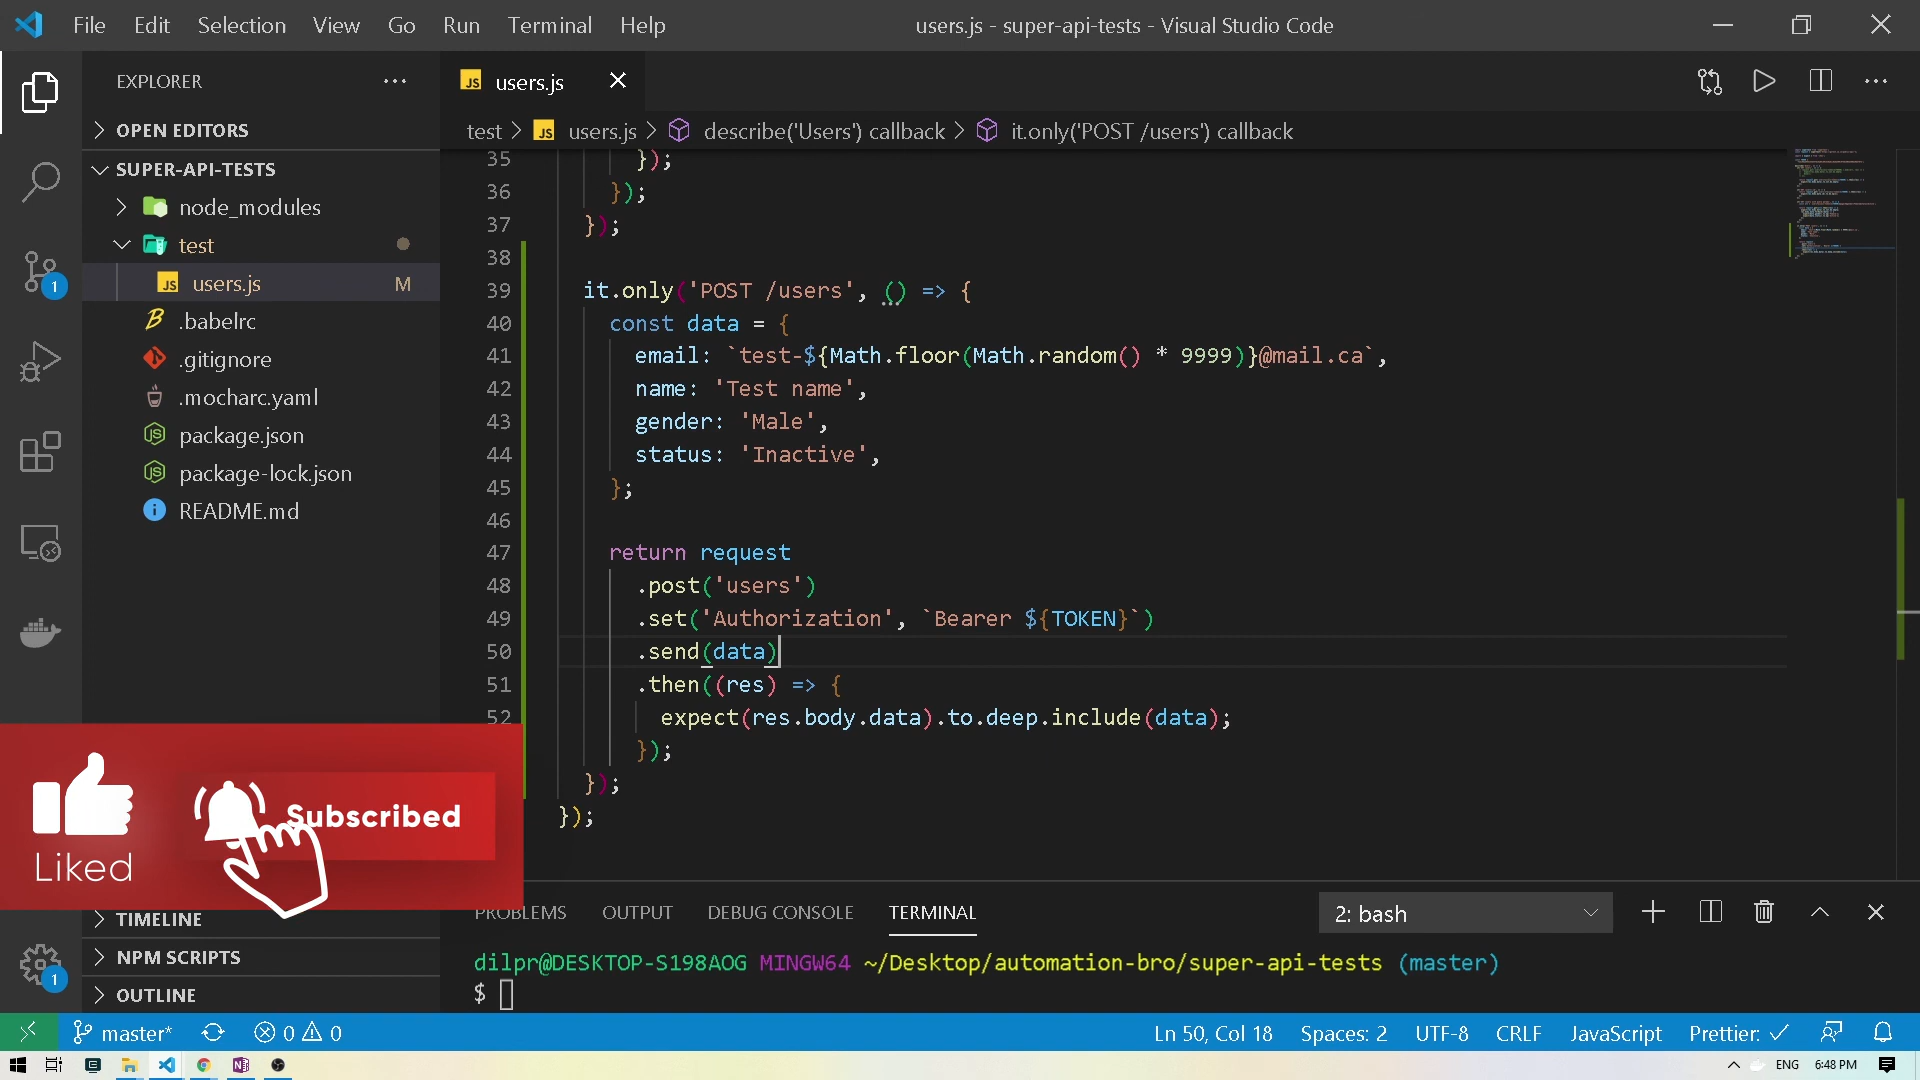 File Edit Selection View Go Run Terminal Help
users.js - super-api-tests - Visual Studio Code
EXPLORER
OPEN EDITORS
SUPER-API-TESTS
node_modules
test
JS users.js M
.babelrc
.gitignore
.mocharc.yaml
package.json
package-lock.json
README.md
1
TIMELINE
NPM SCRIPTS
OUTLINE
1
Liked
Subscribed
JS users.js
test > JS users.js > describe('Users') callback > it.only('POST /users') callback
35 });
36 });
37 });
38
39 it.only('POST /users', () => {
40 const data = {
41 email: `test-${Math.floor(Math.random() * 9999)}@mail.ca`,
42 name: 'Test name',
43 gender: 'Male',
44 status: 'Inactive',
45 };
46
47 return request
48 .post('users')
49 .set('Authorization', `Bearer ${TOKEN}`)
50 .send(data)
51 .then((res) => {
52 expect(res.body.data).to.deep.include(data);
});
});
});
PROBLEMS OUTPUT DEBUG CONSOLE TERMINAL
2: bash
dilpr@DESKTOP-S198AOG MINGW64 ~/Desktop/automation-bro/super-api-tests (master)
$
master* 0 0
Ln 50, Col 18 Spaces: 2 UTF-8 CRLF JavaScript Prettier: ✓
ENG 6:48 PM